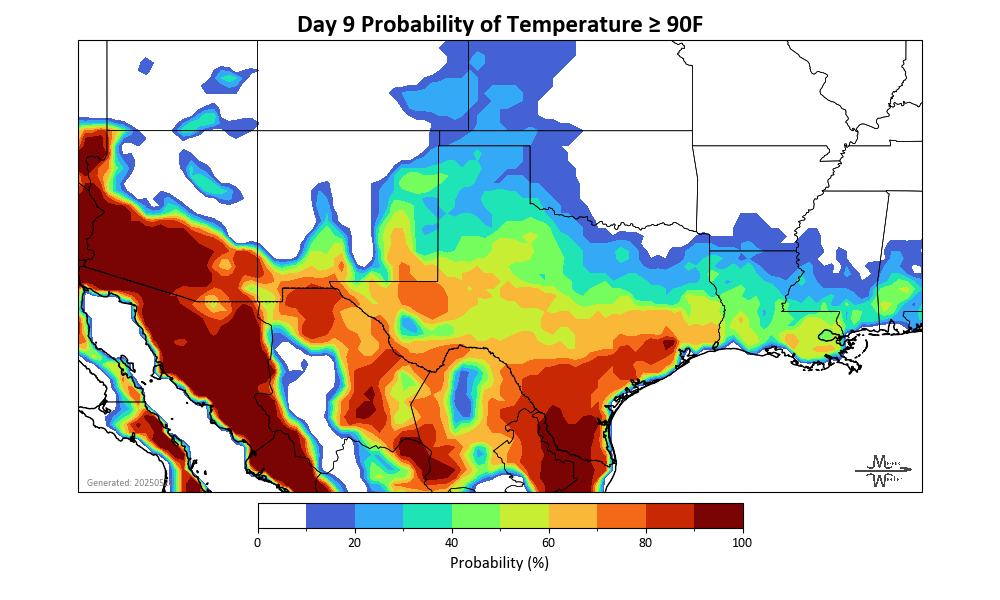 Day 9 Probability of Temperature ≥ 90F
Generated: 202505
0 20 40 60 80 100
Probability (%)